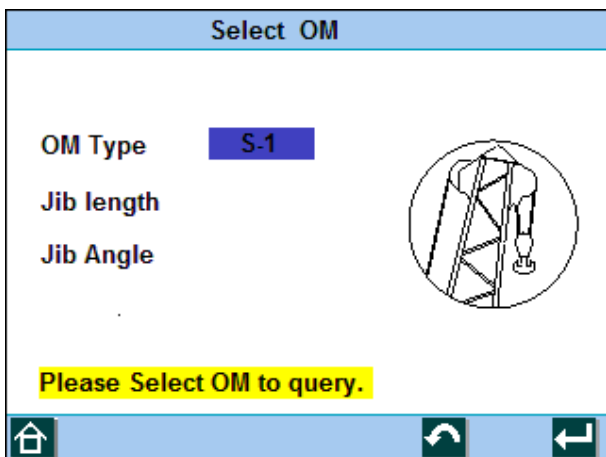 Select OM
OM Type S-1
Jib length
Jib Angle
.
Please Select OM to query.